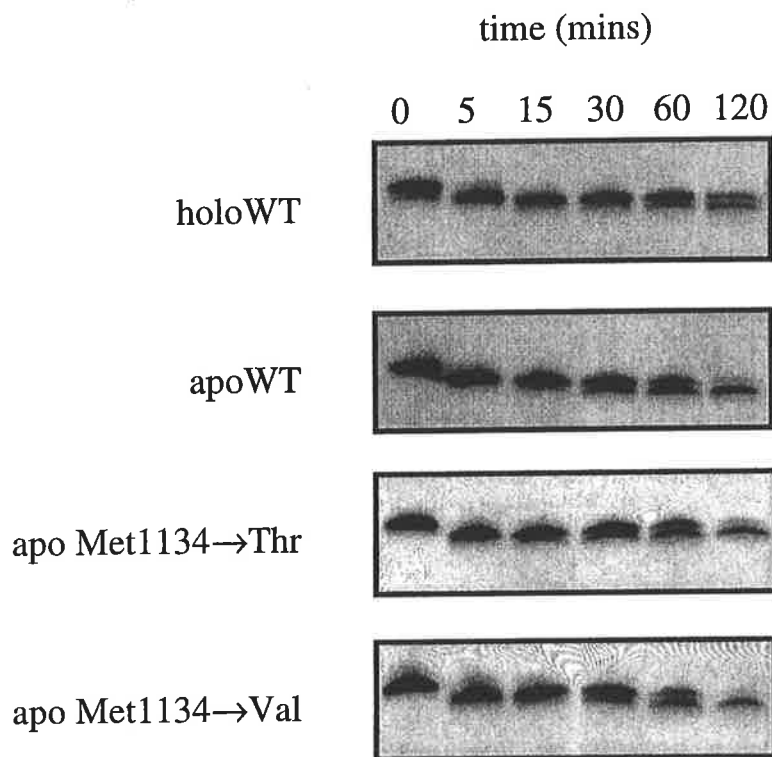 time (mins)
0 5 15 30 60 120
holoWT
apoWT
apo Met1134→Thr
apo Met1134→Val